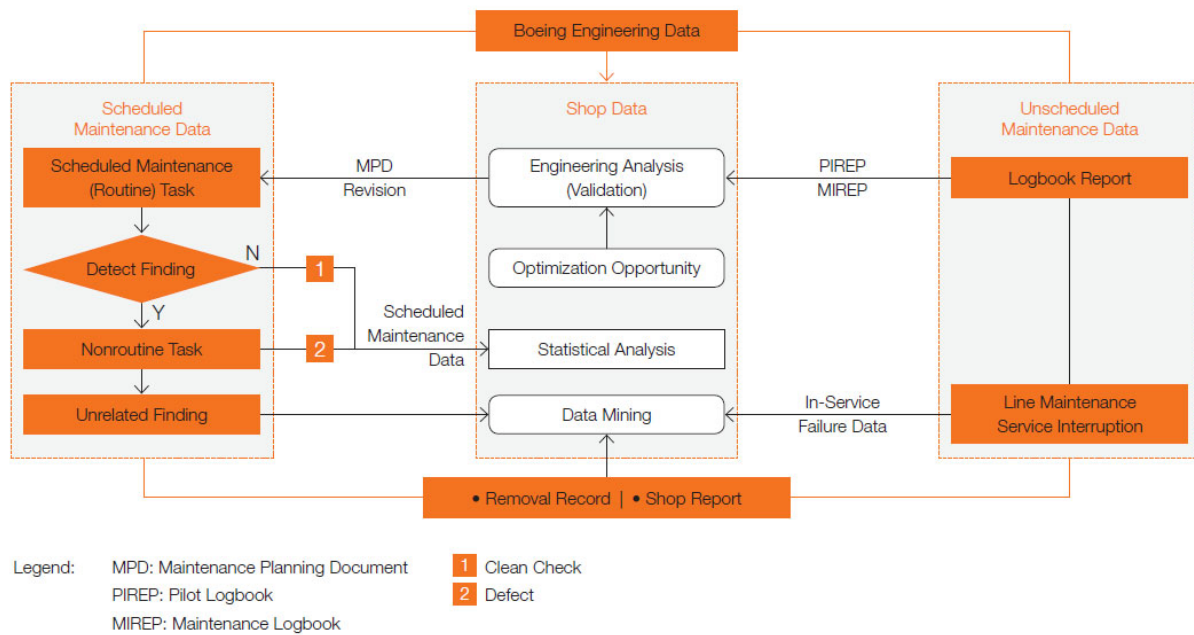 Boeing Engineering Data
Scheduled
Maintenance Data
Shop Data
Unscheduled
Maintenance Data
Scheduled Maintenance
(Routine) Task
MPD
Revision
Engineering Analysis
(Validation)
PIREP
MIREP
Logbook Report
Detect Finding
N
1
Optimization Opportunity
Y
Scheduled
Maintenance
Data
Nonroutine Task
2
Statistical Analysis
Unrelated Finding
Data Mining
In-Service
Failure Data
Line Maintenance
Service Interruption
• Removal Record | • Shop Report
Legend:
MPD: Maintenance Planning Document
1 Clean Check
PIREP: Pilot Logbook
2 Defect
MIREP: Maintenance Logbook